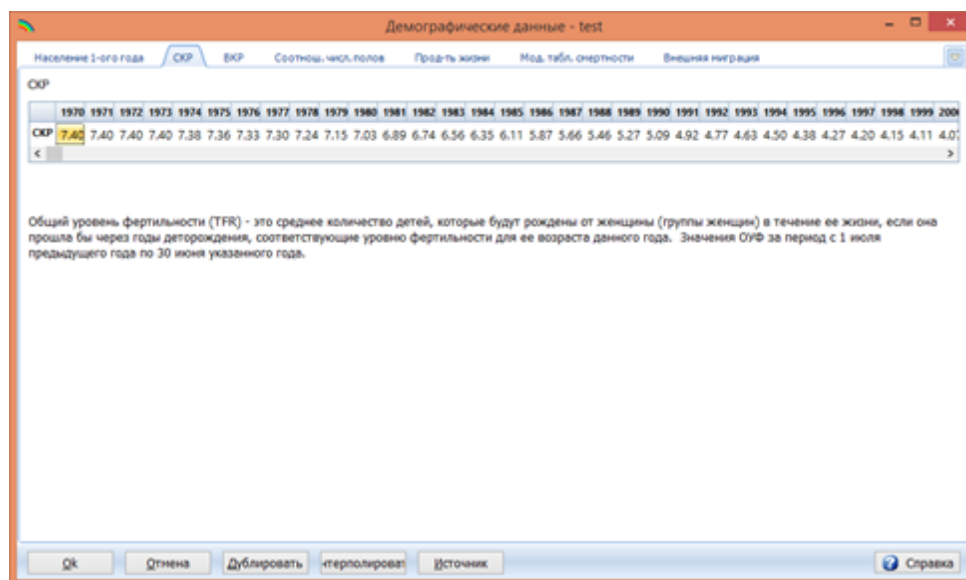 Демографические данные - test
Население 1-ого года СКР ВКР Соотнош. числ. полов Прод-ть жизни Мод. табл. смертности Внешняя миграция
СКР
1970 1971 1972 1973 1974 1975 1976 1977 1978 1979 1980 1981 1982 1983 1984 1985 1986 1987 1988 1989 1990 1991 1992 1993 1994 1995 1996 1997 1998 1999 200
СКР 7.40 7.40 7.40 7.40 7.38 7.36 7.33 7.30 7.24 7.15 7.03 6.89 6.74 6.56 6.35 6.11 5.87 5.66 5.46 5.27 5.09 4.92 4.77 4.63 4.50 4.38 4.27 4.20 4.15 4.11 4.0
Общий уровень фертильности (TFR) - это среднее количество детей, которые будут рождены от женщины (группы женщин) в течение ее жизни, если она
прошла бы через годы деторождения, соответствующие уровню фертильности для ее возраста данного года. Значения ОУФ за период с 1 июля
предыдущего года по 30 июня указанного года.
Ok Отмена Дублировать нтерполироват Источник Справка